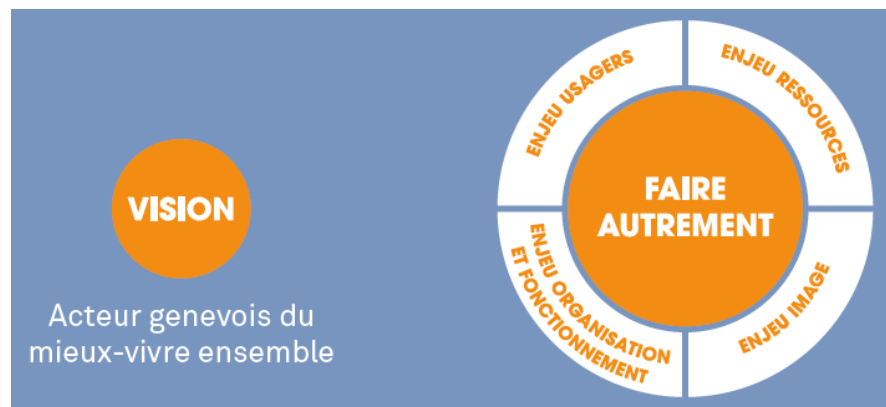 VISION
Acteur genevois du
mieux-vivre ensemble
ENJEU USAGERS
ENJEU RESSOURCES
FAIRE
AUTREMENT
ENJEU ORGANISATION
ET FONCTIONNEMENT
ENJEU IMAGE